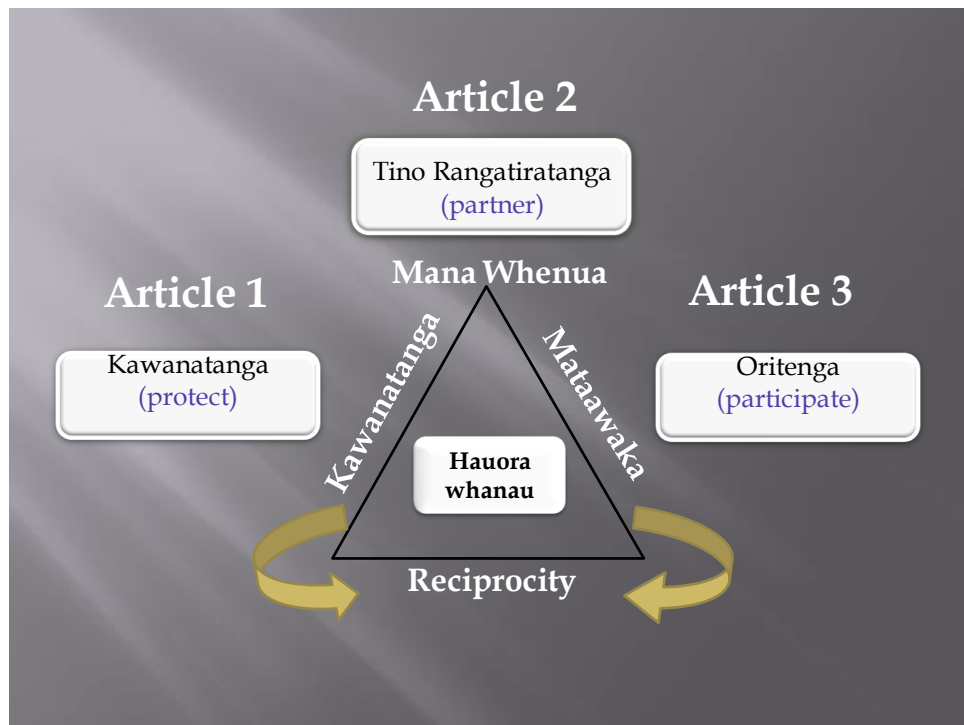 Article 2
Tino Rangatiratanga
(partner)
Article 1
Kawanatanga
(protect)
Article 3
Oritenga
(participate)
Mana Whenua
Kawanatanga
Mataawaka
Hauora
whanau
Reciprocity